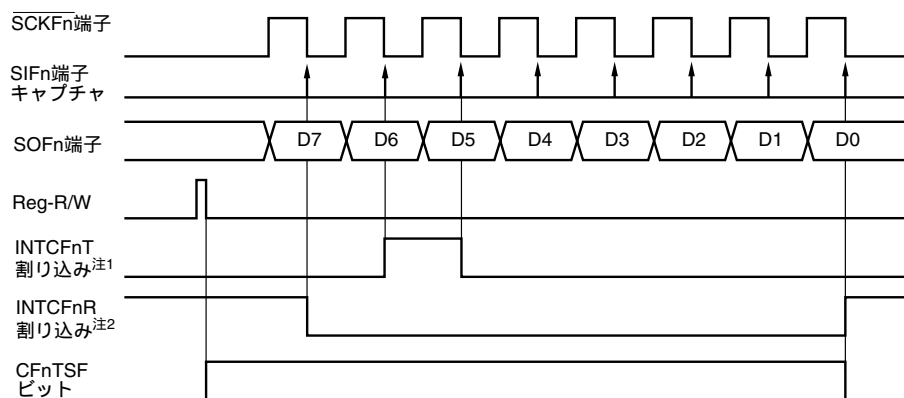 SCKFn端子
SIFn端子
キャプチャ
SOFn端子
D7 D6 D5 D4 D3 D2 D1 D0
Reg-R/W
INTCFnT
割り込み注1
INTCFnR
割り込み注2
CFnTSF
ビット